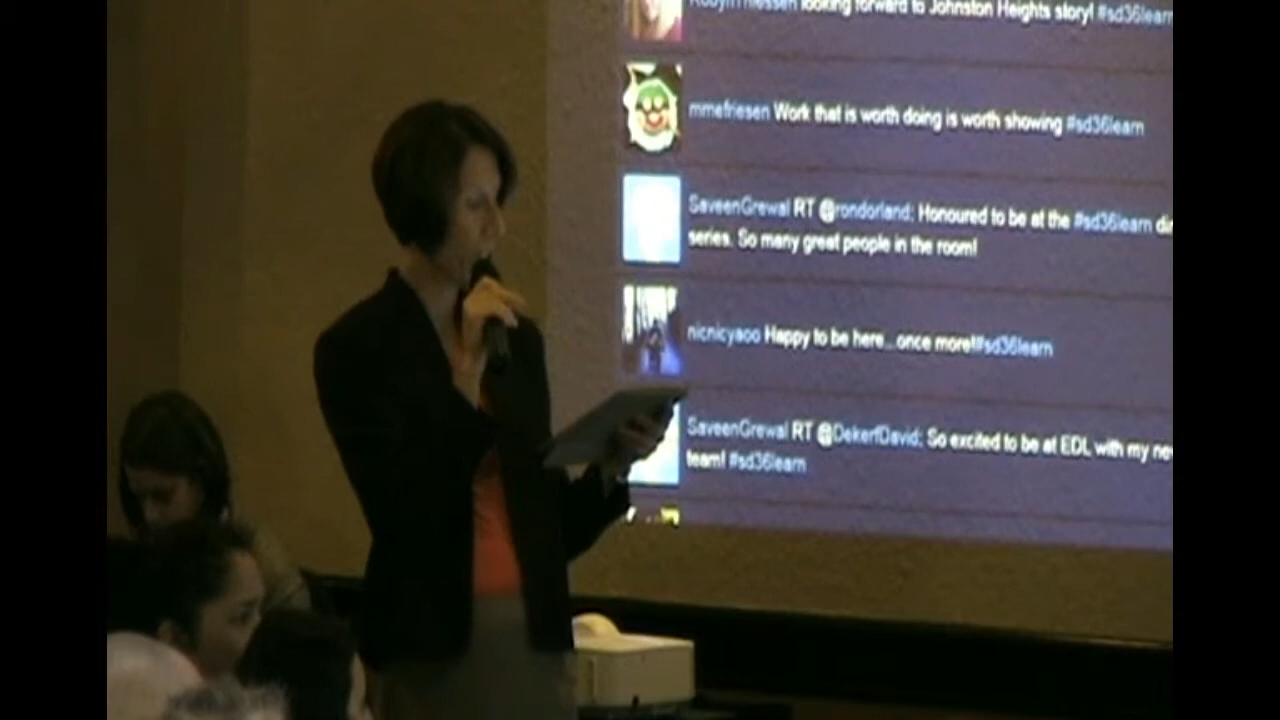 RobynThiessen looking forward to Johnston Heights story! #sd36learn
mmefriesen Work that is worth doing is worth showing #sd36learn
SaveenGrewal RT @rondorland: Honoured to be at the #sd36learn
series. So many great people in the room!
nicnicyaoo Happy to be here...once more!#sd36learn
SaveenGrewal RT @DekerfDavid: So excited to be at EDL with my
team! #sd36learn